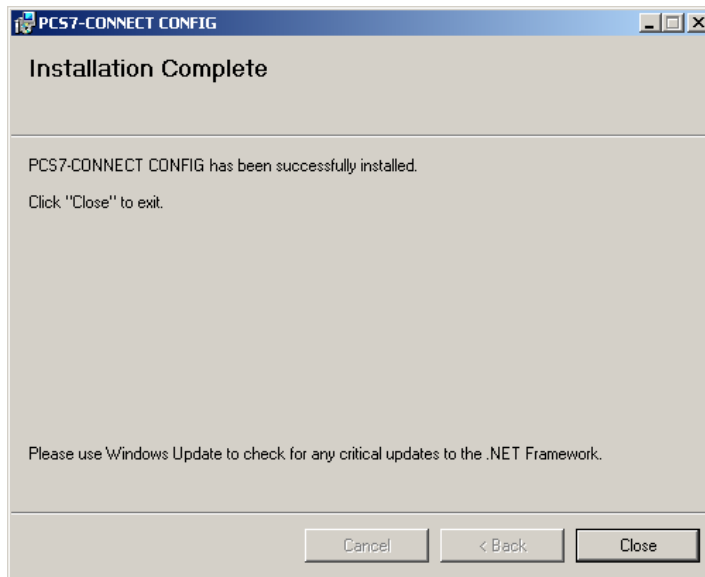 PCS7-CONNECT CONFIG
Installation Complete
PCS7-CONNECT CONFIG has been successfully installed.
Click "Close" to exit.
Please use Windows Update to check for any critical updates to the .NET Framework.
Cancel
< Back
Close